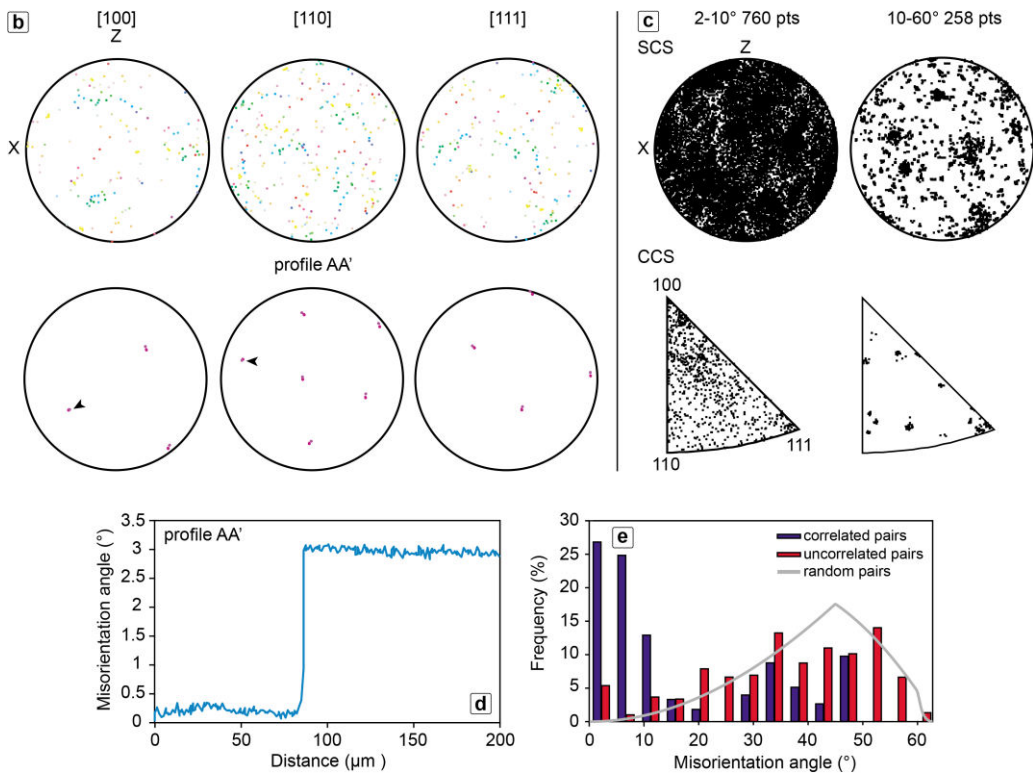 b
[100]
[110]
[111]
Z
X
profile AA'
c
2-10° 760 pts
10-60° 258 pts
SCS
Z
X
CCS
100
110
111
profile AA'
Misorientation angle (°)
3.5
3
2.5
2
1.5
1
0.5
0
0
50
100
150
200
Distance (µm)
d
e
correlated pairs
uncorrelated pairs
random pairs
Frequency (%)
30
25
20
15
10
5
0
0
10
20
30
40
50
60
Misorientation angle (°)